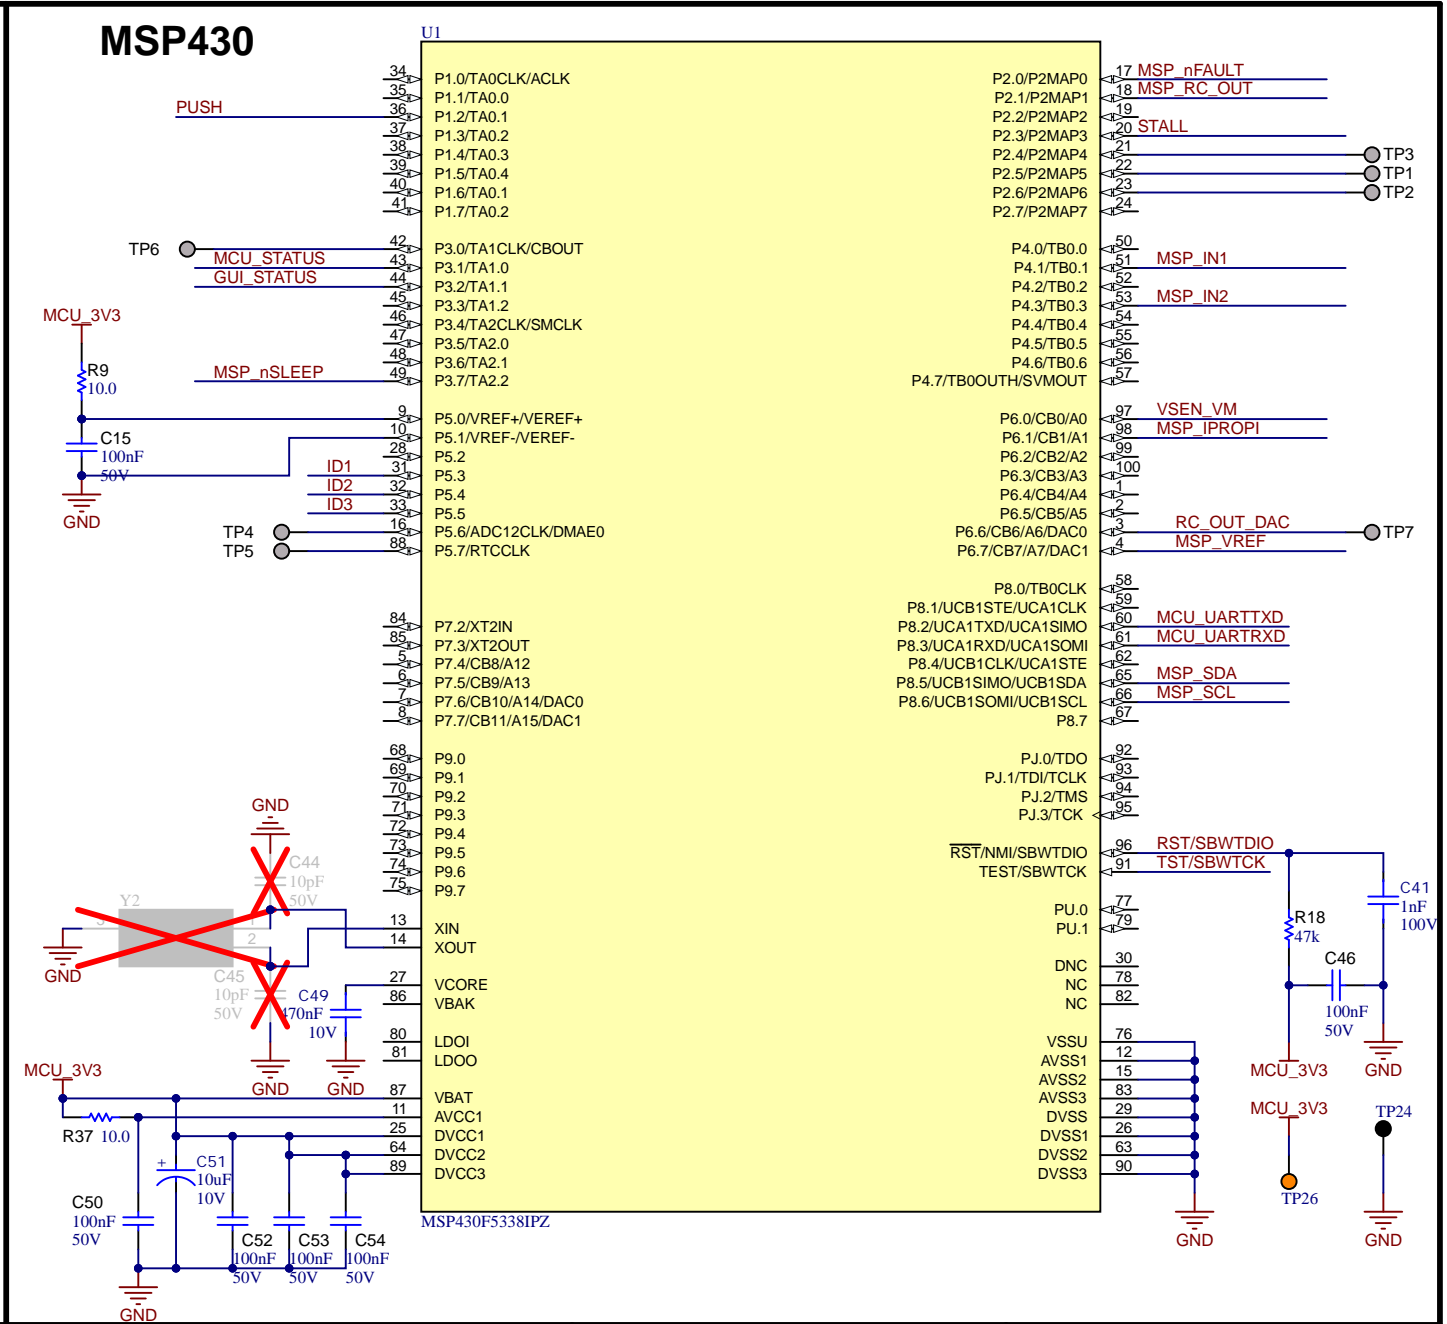 MSP430
U1
34 P1.0/TA0CLK/ACLK
35 P1.1/TA0.0
PUSH 36 P1.2/TA0.1
37 P1.3/TA0.2
38 P1.4/TA0.3
39 P1.5/TA0.4
40 P1.6/TA0.1
41 P1.7/TA0.2
TP6 42 P3.0/TA1CLK/CBOUT
MCU_STATUS 43 P3.1/TA1.0
GUI_STATUS 44 P3.2/TA1.1
45 P3.3/TA1.2
46 P3.4/TA2CLK/SMCLK
47 P3.5/TA2.0
48 P3.6/TA2.1
MSP_nSLEEP 49 P3.7/TA2.2
MCU_3V3
R9
10.0
9 P5.0/VREF+/VEREF+
10 P5.1/VREF-/VEREF-
28 P5.2
ID1 31 P5.3
ID2 32 P5.4
ID3 33 P5.5
TP4 16 P5.6/ADC12CLK/DMAE0
TP5 88 P5.7/RTCCLK
C15
100nF
50V
GND
84 P7.2/XT2IN
85 P7.3/XT2OUT
5 P7.4/CB8/A12
6 P7.5/CB9/A13
7 P7.6/CB10/A14/DAC0
8 P7.7/CB11/A15/DAC1
68 P9.0
69 P9.1
70 P9.2
71 P9.3
72 P9.4
73 P9.5
74 P9.6
75 P9.7
GND
C44
10pF
50V
Y2
1
2
3
GND
C45
10pF
50V
GND
13 XIN
14 XOUT
27 VCORE
86 VBAK
C49
470nF
10V
GND
80 LDOI
81 LDOO
MCU_3V3
87 VBAT
11 AVCC1
25 DVCC1
64 DVCC2
89 DVCC3
R37 10.0
+
C51
10uF
10V
C50
100nF
50V
C52
100nF
50V
C53
100nF
50V
C54
100nF
50V
GND
MSP430F5338IPZ
P2.0/P2MAP0 17 MSP_nFAULT
P2.1/P2MAP1 18 MSP_RC_OUT
P2.2/P2MAP2 19
P2.3/P2MAP3 20 STALL
P2.4/P2MAP4 21 TP3
P2.5/P2MAP5 22 TP1
P2.6/P2MAP6 23 TP2
P2.7/P2MAP7 24
P4.0/TB0.0 50
P4.1/TB0.1 51 MSP_IN1
P4.2/TB0.2 52
P4.3/TB0.3 53 MSP_IN2
P4.4/TB0.4 54
P4.5/TB0.5 55
P4.6/TB0.6 56
P4.7/TB0OUTH/SVMOUT 57
P6.0/CB0/A0 97 VSEN_VM
P6.1/CB1/A1 98 MSP_IPROPI
P6.2/CB2/A2 99
P6.3/CB3/A3 100
P6.4/CB4/A4 1
P6.5/CB5/A5 2
P6.6/CB6/A6/DAC0 3 RC_OUT_DAC TP7
P6.7/CB7/A7/DAC1 4 MSP_VREF
P8.0/TB0CLK 58
P8.1/UCB1STE/UCA1CLK 59
P8.2/UCA1TXD/UCA1SIMO 60 MCU_UARTTXD
P8.3/UCA1RXD/UCA1SOMI 61 MCU_UARTRXD
P8.4/UCB1CLK/UCA1STE 62
P8.5/UCB1SIMO/UCB1SDA 65 MSP_SDA
P8.6/UCB1SOMI/UCB1SCL 66 MSP_SCL
P8.7 67
PJ.0/TDO 92
PJ.1/TDI/TCLK 93
PJ.2/TMS 94
PJ.3/TCK 95
RST/NMI/SBWTDIO 96 RST/SBWTDIO
TEST/SBWTCK 91 TST/SBWTCK
PU.0 77
PU.1 79
DNC 30
NC 78
NC 82
VSSU 76
AVSS1 12
AVSS2 15
AVSS3 83
DVSS 29
DVSS1 26
DVSS2 63
DVSS3 90
GND
R18
47k
C41
1nF
100V
C46
100nF
50V
MCU_3V3
GND
MCU_3V3
TP26
TP24
GND